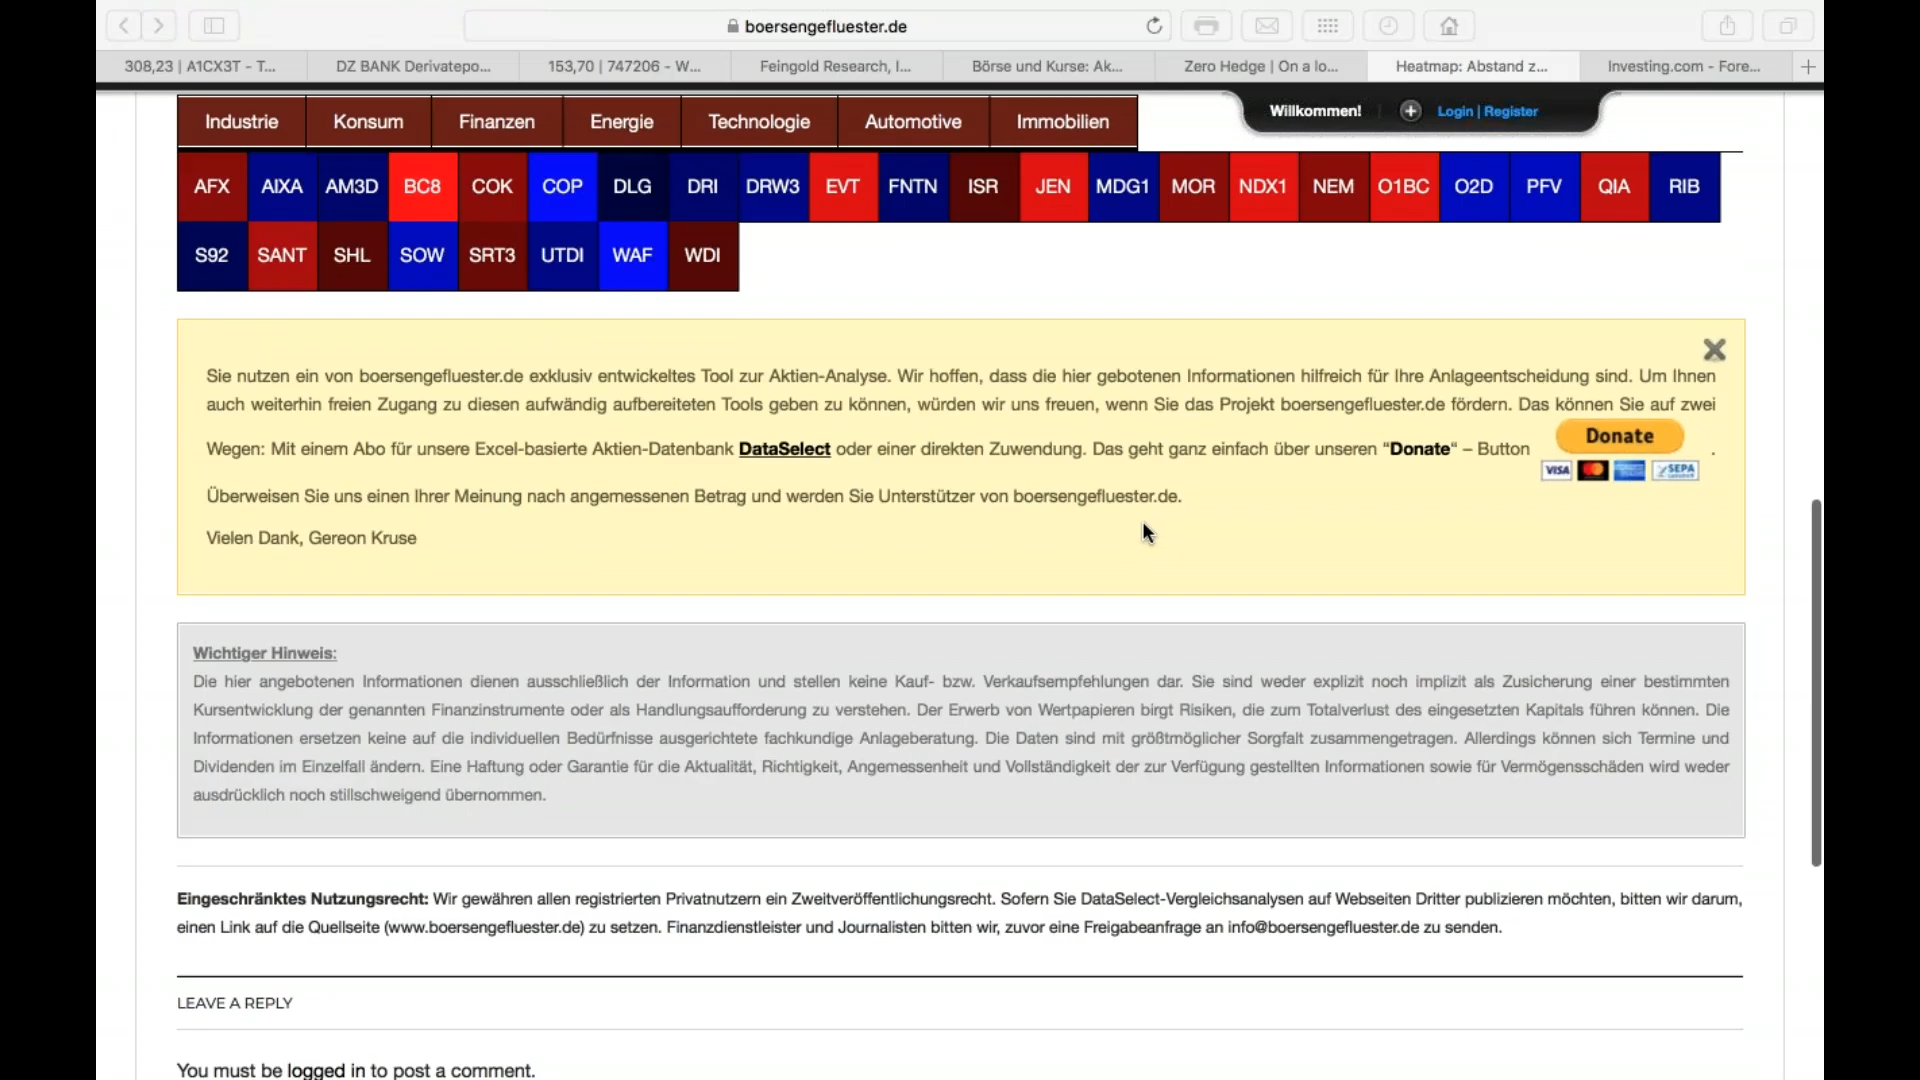 boersengefluester.de
308,23 | A1CX3T - T...
DZ BANK Derivatepo...
153,70 | 747206 - W...
Feingold Research, I...
Börse und Kurse: Ak...
Zero Hedge | On a lo...
Heatmap: Abstand z...
Investing.com - Fore...
Willkommen! | Login | Register
Industrie Konsum Finanzen Energie Technologie Automotive Immobilien
AFX AIXA AM3D BC8 COK COP DLG DRI DRW3 EVT FNTN ISR JEN MDG1 MOR NDX1 NEM O1BC O2D PFV QIA RIB
S92 SANT SHL SOW SRT3 UTDI WAF WDI
Sie nutzen ein von boersengefluester.de exklusiv entwickeltes Tool zur Aktien-Analyse. Wir hoffen, dass die hier gebotenen Informationen hilfreich für Ihre Anlageentscheidung sind. Um Ihnen
auch weiterhin freien Zugang zu diesen aufwändig aufbereiteten Tools geben zu können, würden wir uns freuen, wenn Sie das Projekt boersengefluester.de fördern. Das können Sie auf zwei
Wegen: Mit einem Abo für unsere Excel-basierte Aktien-Datenbank DataSelect oder einer direkten Zuwendung. Das geht ganz einfach über unseren "Donate" – Button Donate .
VISA SEPA
Überweisen Sie uns einen Ihrer Meinung nach angemessenen Betrag und werden Sie Unterstützer von boersengefluester.de.
Vielen Dank, Gereon Kruse
Wichtiger Hinweis:
Die hier angebotenen Informationen dienen ausschließlich der Information und stellen keine Kauf- bzw. Verkaufsempfehlungen dar. Sie sind weder explizit noch implizit als Zusicherung einer bestimmten
Kursentwicklung der genannten Finanzinstrumente oder als Handlungsaufforderung zu verstehen. Der Erwerb von Wertpapieren birgt Risiken, die zum Totalverlust des eingesetzten Kapitals führen können. Die
Informationen ersetzen keine auf die individuellen Bedürfnisse ausgerichtete fachkundige Anlageberatung. Die Daten sind mit größtmöglicher Sorgfalt zusammengetragen. Allerdings können sich Termine und
Dividenden im Einzelfall ändern. Eine Haftung oder Garantie für die Aktualität, Richtigkeit, Angemessenheit und Vollständigkeit der zur Verfügung gestellten Informationen sowie für Vermögensschäden wird weder
ausdrücklich noch stillschweigend übernommen.
Eingeschränktes Nutzungsrecht: Wir gewähren allen registrierten Privatnutzern ein Zweitveröffentlichungsrecht. Sofern Sie DataSelect-Vergleichsanalysen auf Webseiten Dritter publizieren möchten, bitten wir darum,
einen Link auf die Quellseite (www.boersengefluester.de) zu setzen. Finanzdienstleister und Journalisten bitten wir, zuvor eine Freigabeanfrage an info@boersengefluester.de zu senden.
LEAVE A REPLY
You must be logged in to post a comment.